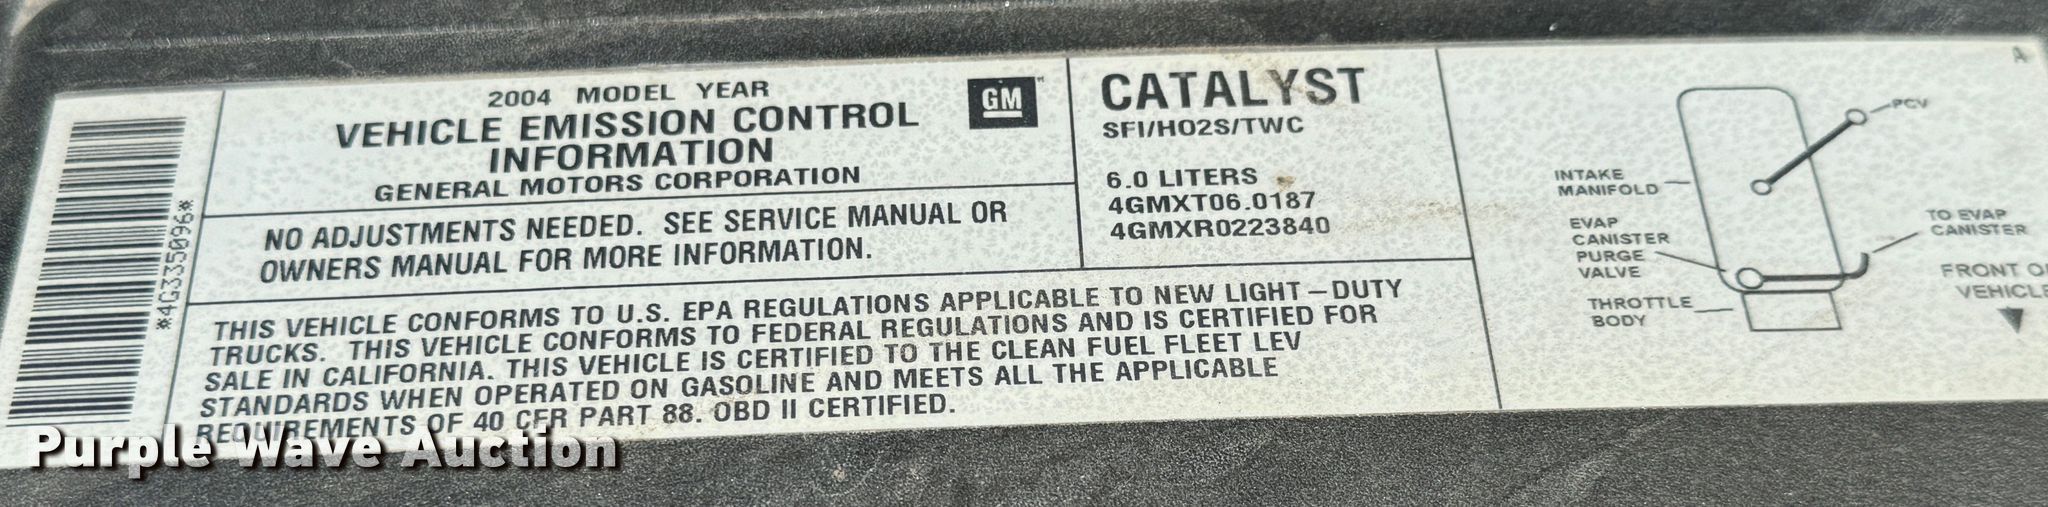 *4G335096*
2004 MODEL YEAR
VEHICLE EMISSION CONTROL
INFORMATION
GENERAL MOTORS CORPORATION
GM
NO ADJUSTMENTS NEEDED. SEE SERVICE MANUAL OR
OWNERS MANUAL FOR MORE INFORMATION.
CATALYST
SFI/HO2S/TWC
6.0 LITERS
4GMXT06.0187
4GMXR0223840
THIS VEHICLE CONFORMS TO U.S. EPA REGULATIONS APPLICABLE TO NEW LIGHT-DUTY
TRUCKS. THIS VEHICLE CONFORMS TO FEDERAL REGULATIONS AND IS CERTIFIED FOR
SALE IN CALIFORNIA. THIS VEHICLE IS CERTIFIED TO THE CLEAN FUEL FLEET LEV
STANDARDS WHEN OPERATED ON GASOLINE AND MEETS ALL THE APPLICABLE
REQUIREMENTS OF 40 CFR PART 88. OBD II CERTIFIED.
A
PCV
INTAKE
MANIFOLD
EVAP
CANISTER
PURGE
VALVE
THROTTLE
BODY
TO EVAP
CANISTER
FRONT O
VEHICLE
Purple Wave Auction